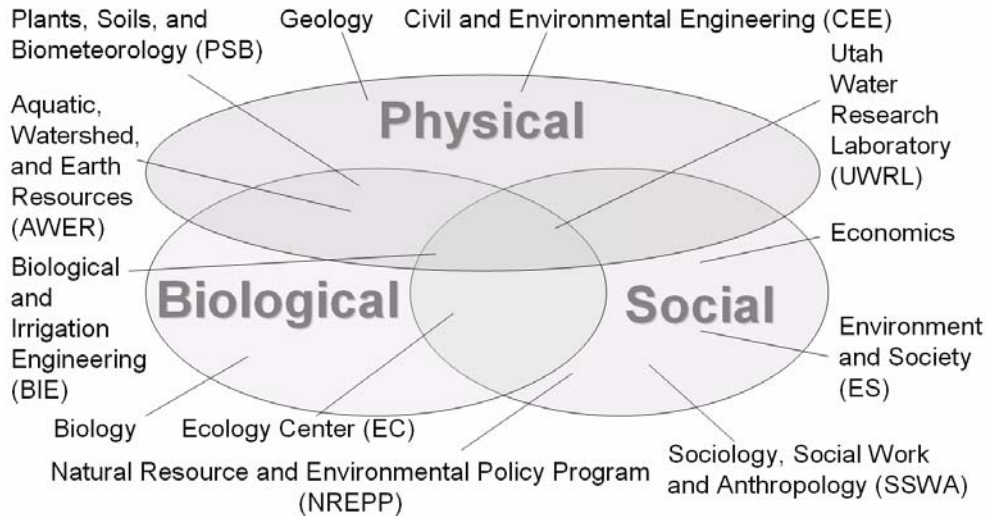 Plants, Soils, and
Biometeorology (PSB)
Geology
Civil and Environmental Engineering (CEE)
Utah
Water
Research
Laboratory
(UWRL)
Aquatic,
Watershed,
and Earth
Resources
(AWER)
Physical
Economics
Biological
and
Irrigation
Engineering
(BIE)
Biological
Social
Environment
and Society
(ES)
Biology
Ecology Center (EC)
Natural Resource and Environmental Policy Program
(NREPP)
Sociology, Social Work
and Anthropology (SSWA)